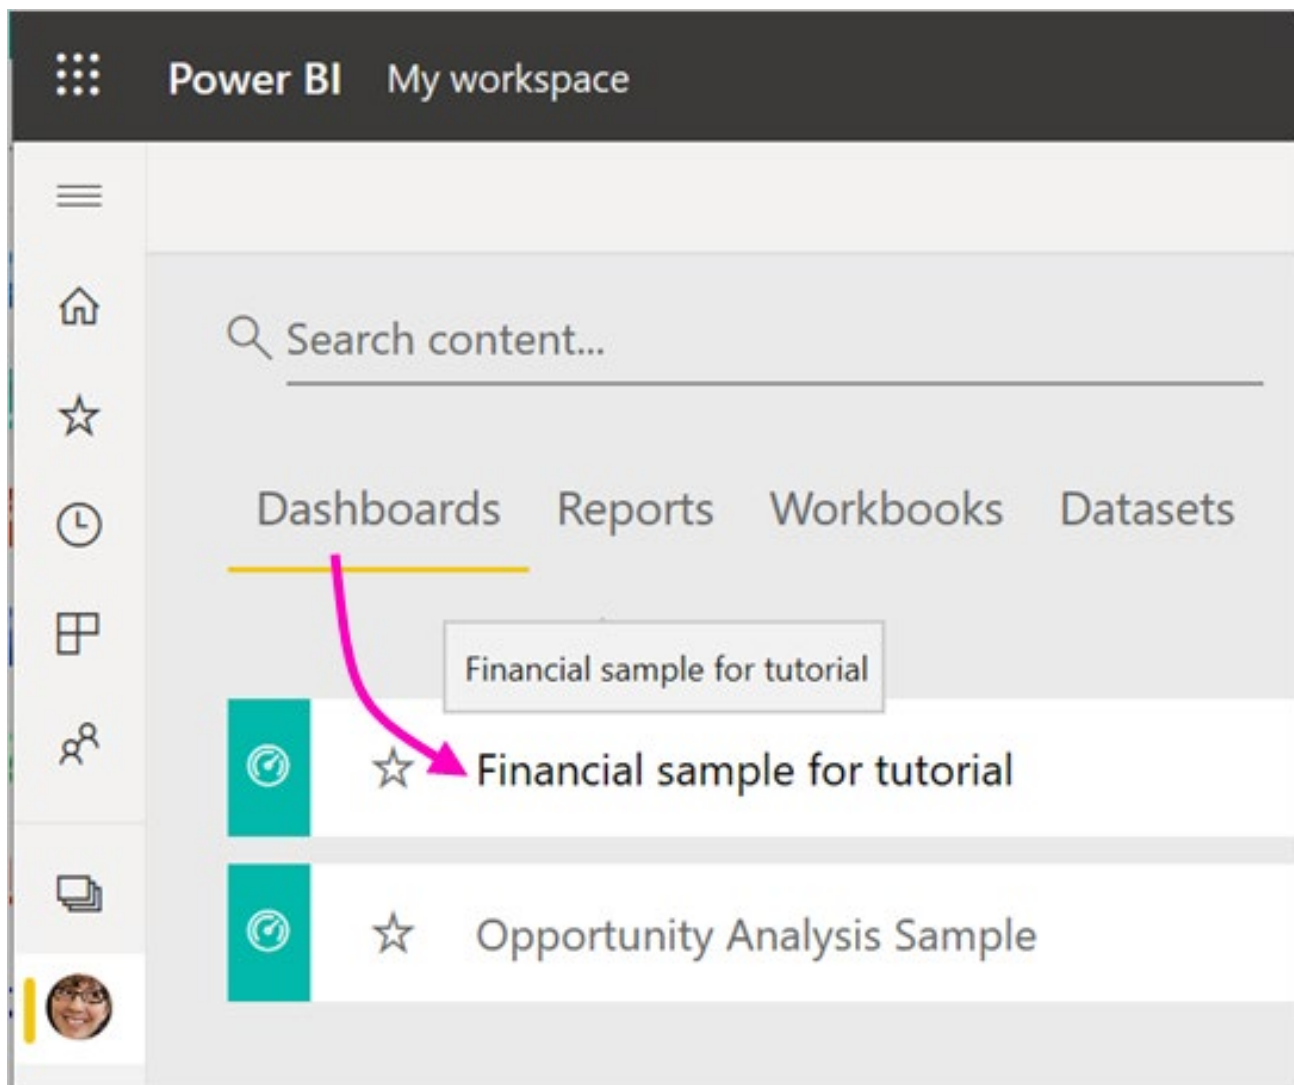 Power BI My workspace
Search content...
Dashboards Reports Workbooks Datasets
Financial sample for tutorial
Financial sample for tutorial
Opportunity Analysis Sample